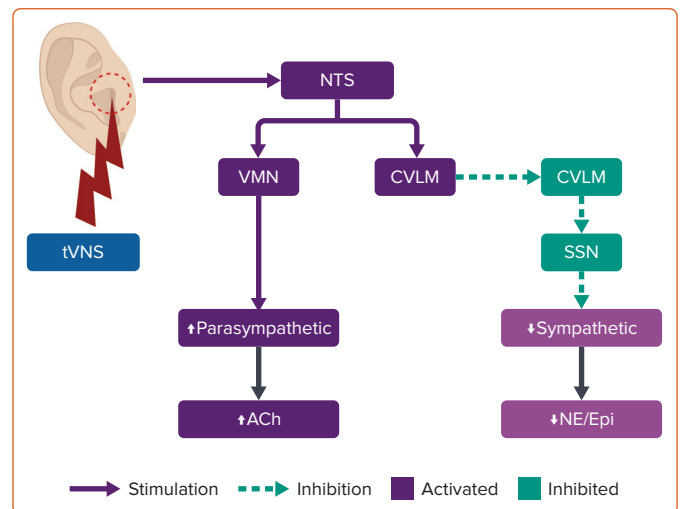 NTS
VMN
CVLM
CVLM
tVNS
SSN
↑Parasympathetic
↓Sympathetic
↑ACh
↓NE/Epi
Stimulation
Inhibition
Activated
Inhibited